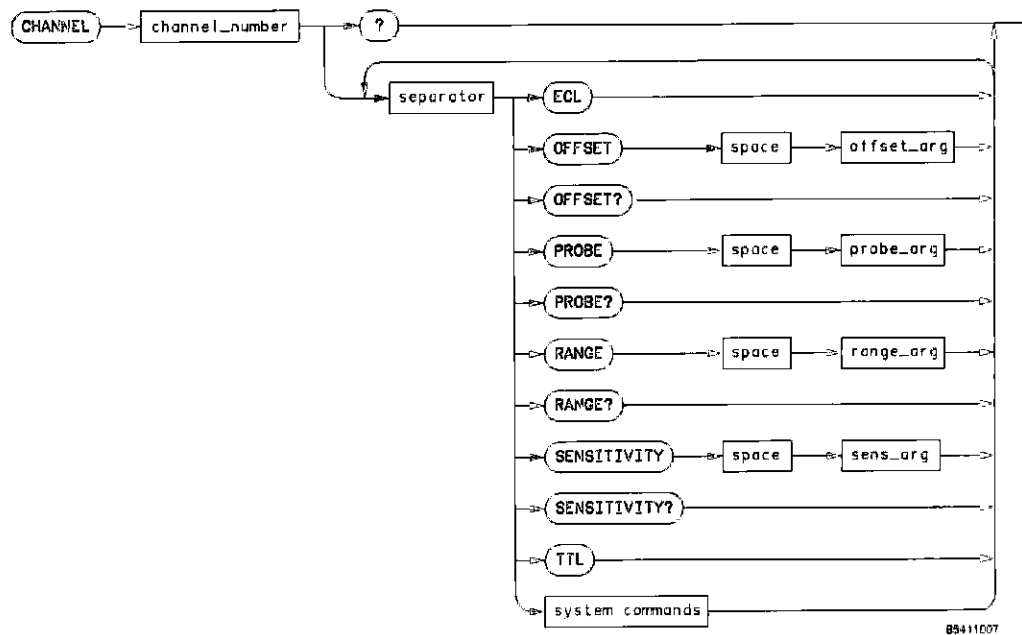 CHANNEL channel_number ?
separator ECL
OFFSET space offset_arg
OFFSET?
PROBE space probe_arg
PROBE?
RANGE space range_arg
RANGE?
SENSITIVITY space sens_arg
SENSITIVITY?
TTL
system commands
85411007